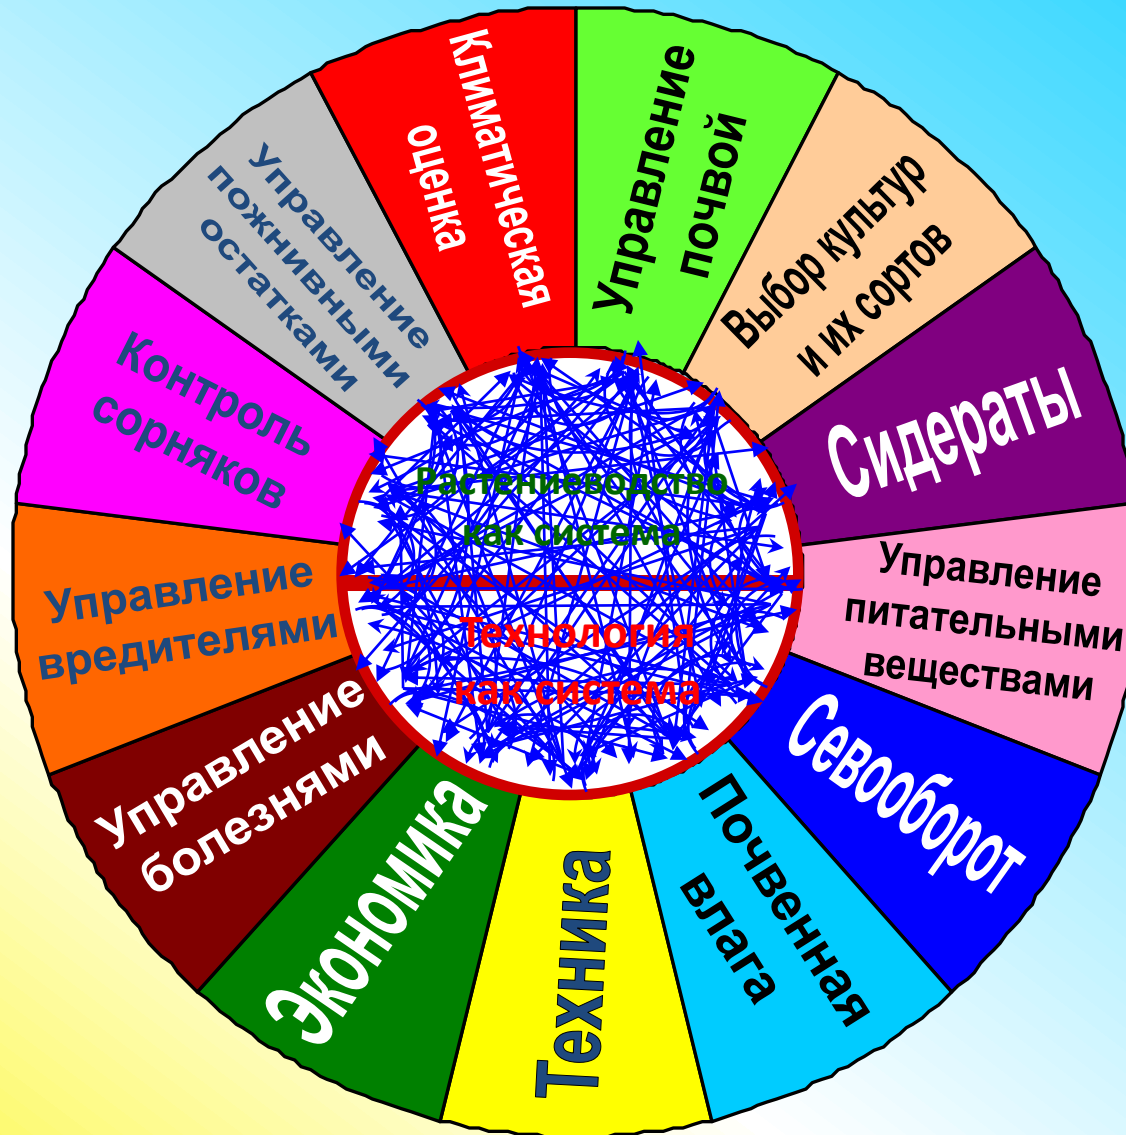 Климатическая
оценка
Управление
почвой
Выбор культур
и их сортов
Сидераты
Управление
питательными
веществами
Севооборот
Почвенная
влага
Техника
Экономика
Управление
болезнями
Управление
вредителями
Контроль
сорняков
Управление
пожнивными
остатками
Растениеводство
как система
Технология
как система